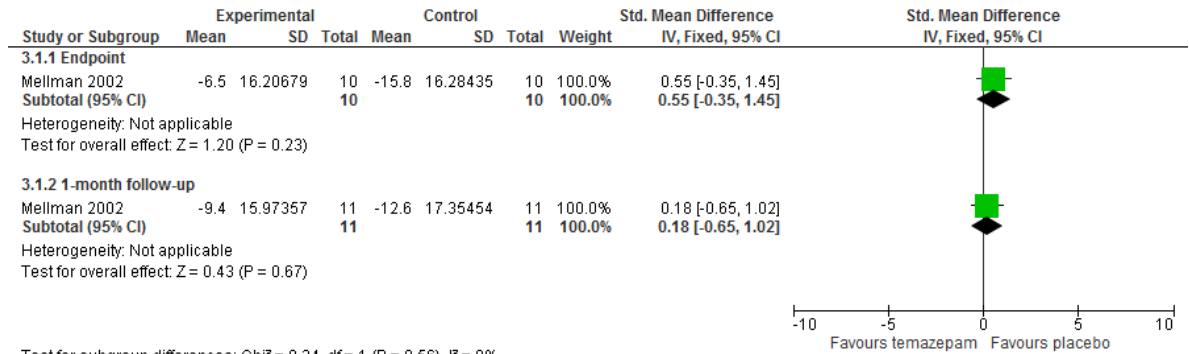 Experimental Control Std. Mean Difference Std. Mean Difference
Study or Subgroup Mean SD Total Mean SD Total Weight IV, Fixed, 95% CI IV, Fixed, 95% CI
3.1.1 Endpoint
Mellman 2002 -6.5 16.20679 10 -15.8 16.28435 10 100.0% 0.55 [-0.35, 1.45]
Subtotal (95% CI) 10 10 100.0% 0.55 [-0.35, 1.45]
Heterogeneity: Not applicable
Test for overall effect: Z = 1.20 (P = 0.23)
3.1.2 1-month follow-up
Mellman 2002 -9.4 15.97357 11 -12.6 17.35454 11 100.0% 0.18 [-0.65, 1.02]
Subtotal (95% CI) 11 11 100.0% 0.18 [-0.65, 1.02]
Heterogeneity: Not applicable
Test for overall effect: Z = 0.43 (P = 0.67)
-10 -5 0 5 10
Favours temazepam Favours placebo
Test for subgroup differences: